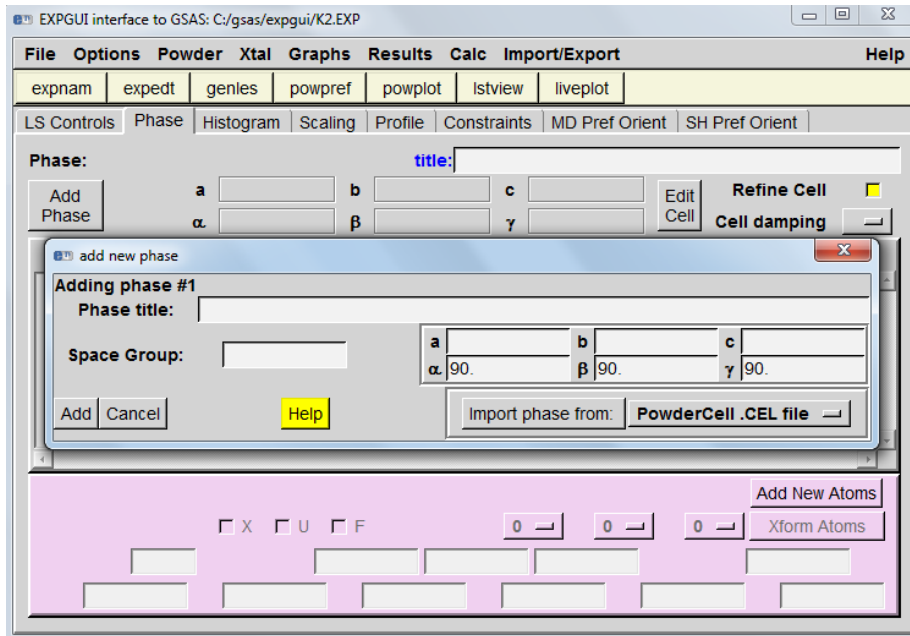 EXPGUI interface to GSAS: C:/gsas/expgui/K2.EXP
File Options Powder Xtal Graphs Results Calc Import/Export Help
expnam expedt genles powpref powplot lstview liveplot
LS Controls Phase Histogram Scaling Profile Constraints MD Pref Orient SH Pref Orient
Phase: title:
Add Phase a b c Edit Cell Refine Cell
α β γ Cell damping
add new phase
Adding phase #1
Phase title:
Space Group: a b c
α 90. β 90. γ 90.
Add Cancel Help Import phase from: PowderCell .CEL file
Add New Atoms
X U F 0 0 0 Xform Atoms